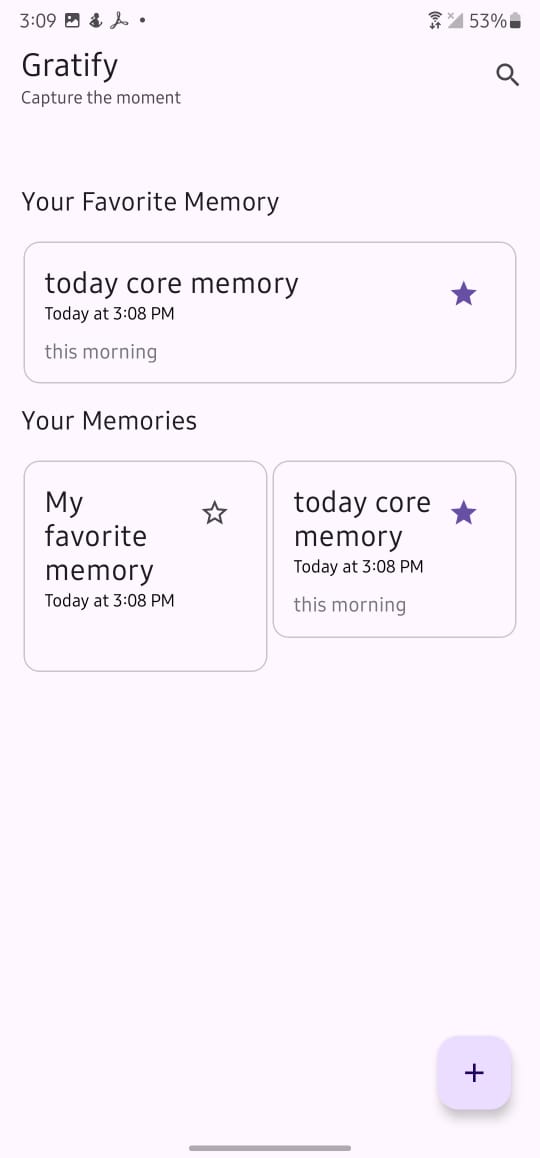 3:09
53%
Gratify
Capture the moment
Your Favorite Memory
today core memory
Today at 3:08 PM
this morning
Your Memories
My
favorite
memory
Today at 3:08 PM
today core
memory
Today at 3:08 PM
this morning
+